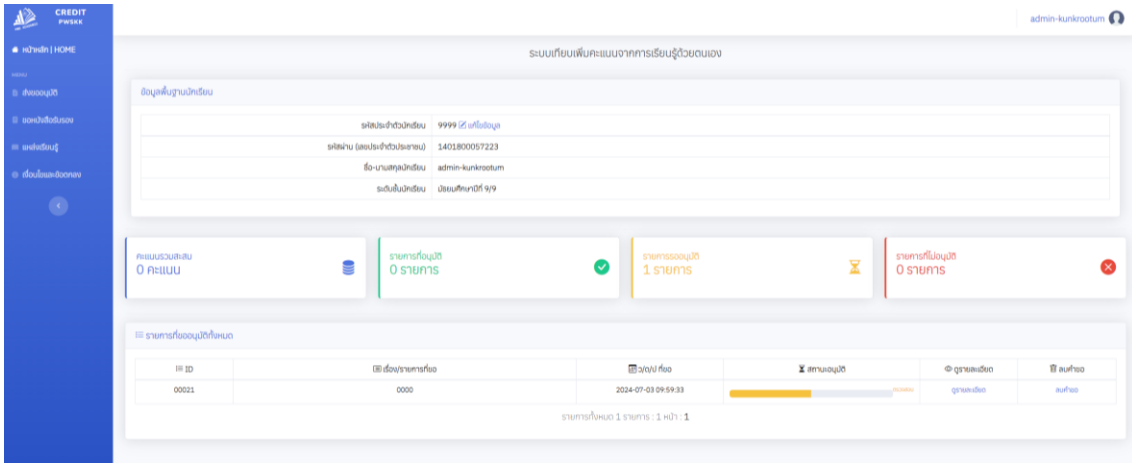 CREDIT
PWSKK
admin-kunkrootum
หน้าหลัก | HOME
MENU
ส่งขออนุมัติ
ขอหนังสือรับรอง
แหล่งเรียนรู้
เงื่อนไขและข้อตกลง
ระบบเทียบเพิ่มคะแนนจากการเรียนรู้ด้วยตนเอง
ข้อมูลพื้นฐานนักเรียน
รหัสประจำตัวนักเรียน 9999 แก้ไขข้อมูล
รหัสผ่าน (เลขประจำตัวประชาชน) 1401800057223
ชื่อ-นามสกุลนักเรียน admin-kunkrootum
ระดับชั้นนักเรียน มัธยมศึกษาปีที่ 9/9
คะแนนรวมสะสม
0 คะแนน
รายการที่อนุมัติ
0 รายการ
รายการรออนุมัติ
1 รายการ
รายการที่ไม่อนุมัติ
0 รายการ
รายการที่ขออนุมัติทั้งหมด
ID เรื่อง/รายการที่ขอ ว/ด/ป ที่ขอ สถานะอนุมัติ ดูรายละเอียด ลบคำขอ
00021 0000 2024-07-03 09:59:33 ดูรายละเอียด ลบคำขอ
รายการทั้งหมด 1 รายการ : 1 หน้า : 1